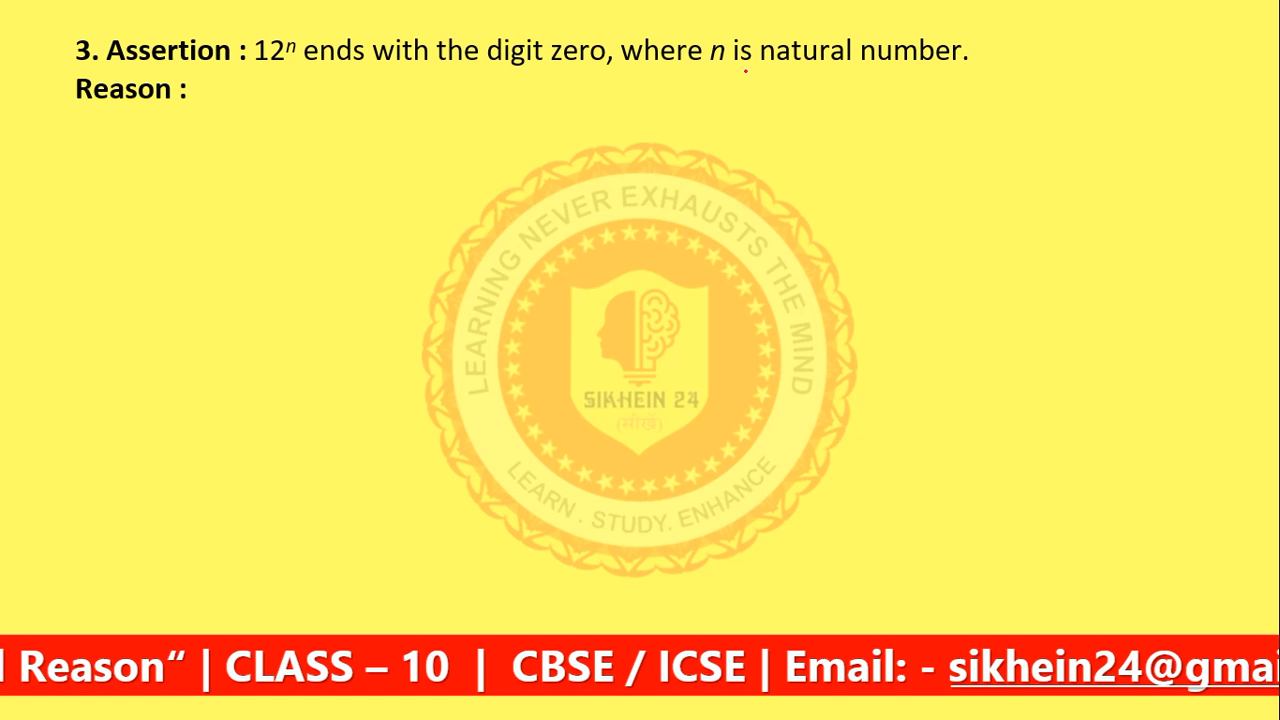 3. Assertion : 12ⁿ ends with the digit zero, where n is natural number.
Reason :
LEARNING NEVER EXHAUSTS THE MIND
SIKHEIN 24
(सीखें)
LEARN . STUDY. ENHANCE
Reason“ | CLASS – 10 | CBSE / ICSE | Email: - sikhein24@gmai